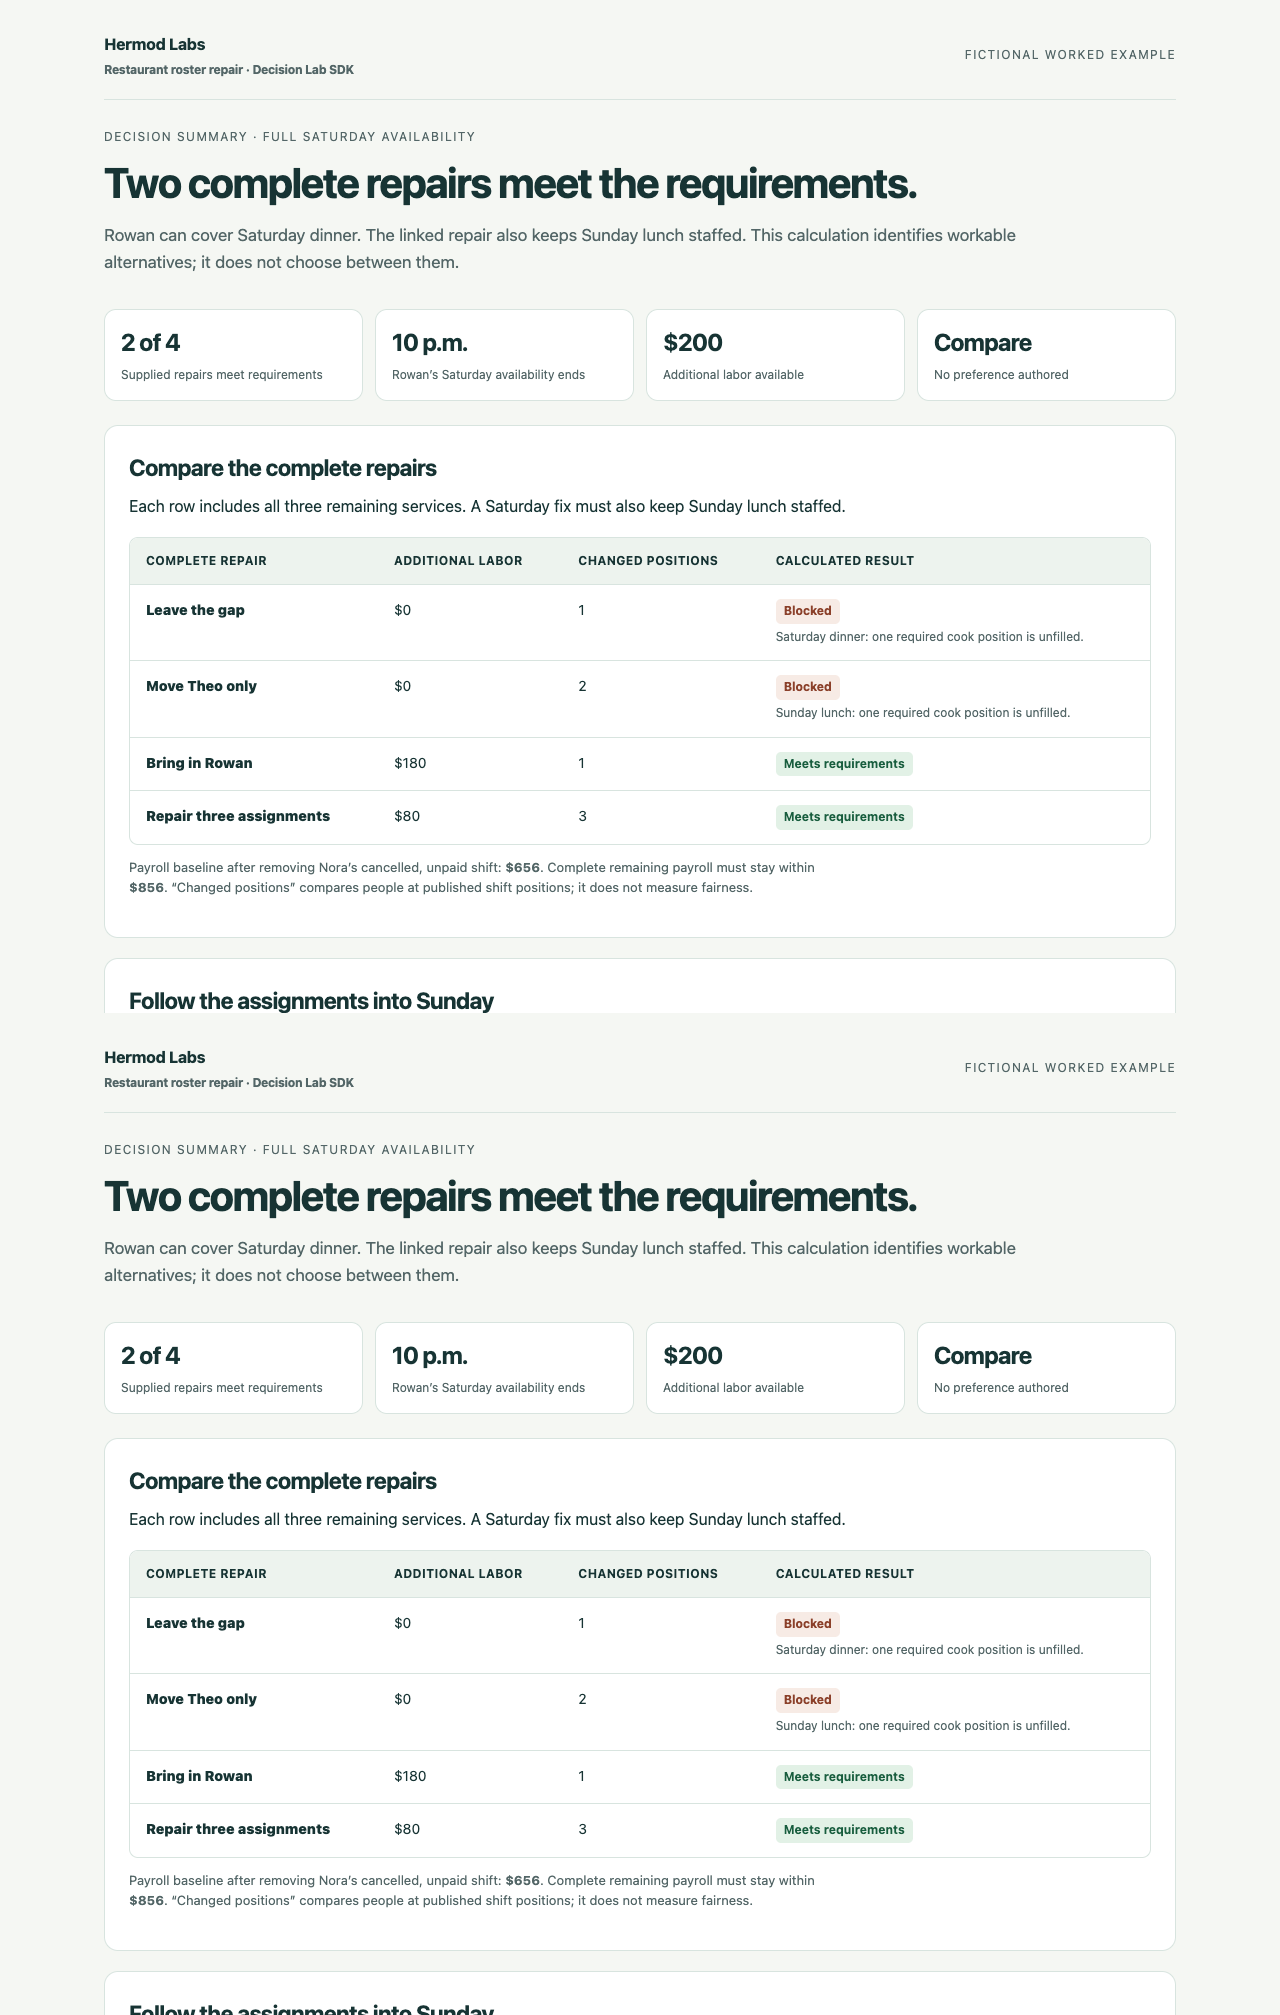 Hermod Labs
Restaurant roster repair · Decision Lab SDK
FICTIONAL WORKED EXAMPLE
DECISION SUMMARY · FULL SATURDAY AVAILABILITY
Two complete repairs meet the requirements.
Rowan can cover Saturday dinner. The linked repair also keeps Sunday lunch staffed. This calculation identifies workable
alternatives; it does not choose between them.
2 of 4
Supplied repairs meet requirements
10 p.m.
Rowan’s Saturday availability ends
$200
Additional labor available
Compare
No preference authored
Compare the complete repairs
Each row includes all three remaining services. A Saturday fix must also keep Sunday lunch staffed.
COMPLETE REPAIR ADDITIONAL LABOR CHANGED POSITIONS CALCULATED RESULT
Leave the gap $0 1 Blocked
Saturday dinner: one required cook position is unfilled.
Move Theo only $0 2 Blocked
Sunday lunch: one required cook position is unfilled.
Bring in Rowan $180 1 Meets requirements
Repair three assignments $80 3 Meets requirements
Payroll baseline after removing Nora’s cancelled, unpaid shift: $656. Complete remaining payroll must stay within
$856. “Changed positions” compares people at published shift positions; it does not measure fairness.
Follow the assignments into Sunday
Hermod Labs
Restaurant roster repair · Decision Lab SDK
FICTIONAL WORKED EXAMPLE
DECISION SUMMARY · FULL SATURDAY AVAILABILITY
Two complete repairs meet the requirements.
Rowan can cover Saturday dinner. The linked repair also keeps Sunday lunch staffed. This calculation identifies workable
alternatives; it does not choose between them.
2 of 4
Supplied repairs meet requirements
10 p.m.
Rowan’s Saturday availability ends
$200
Additional labor available
Compare
No preference authored
Compare the complete repairs
Each row includes all three remaining services. A Saturday fix must also keep Sunday lunch staffed.
COMPLETE REPAIR ADDITIONAL LABOR CHANGED POSITIONS CALCULATED RESULT
Leave the gap $0 1 Blocked
Saturday dinner: one required cook position is unfilled.
Move Theo only $0 2 Blocked
Sunday lunch: one required cook position is unfilled.
Bring in Rowan $180 1 Meets requirements
Repair three assignments $80 3 Meets requirements
Payroll baseline after removing Nora’s cancelled, unpaid shift: $656. Complete remaining payroll must stay within
$856. “Changed positions” compares people at published shift positions; it does not measure fairness.
Follow the assignments into Sunday